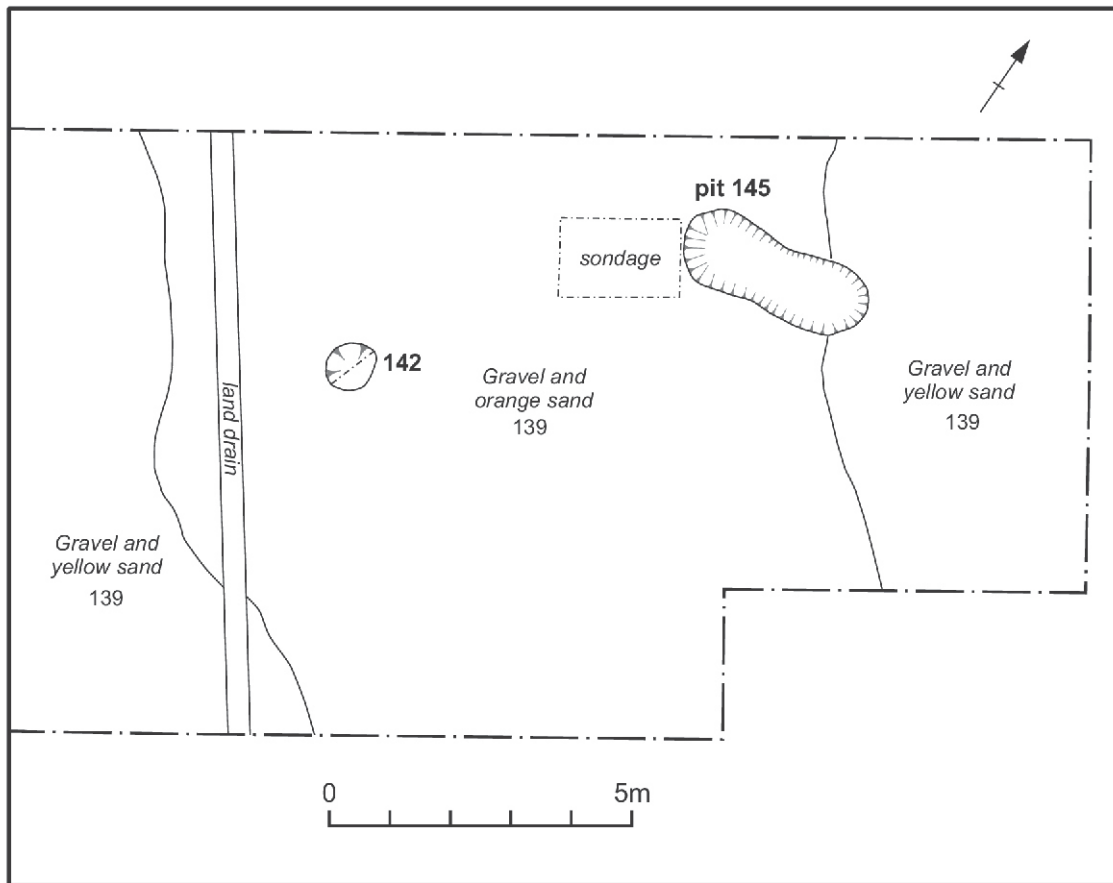 pit 145
sondage
142
Gravel and
orange sand
139
Gravel and
yellow sand
139
land drain
Gravel and
yellow sand
139
0 5m